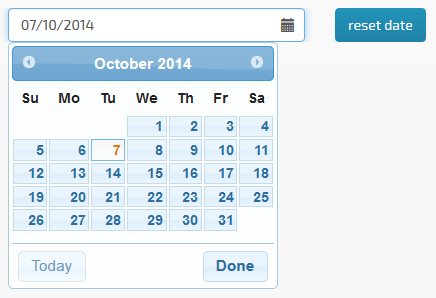 07/10/2014 reset date
October 2014
Su Mo Tu We Th Fr Sa
1 2 3 4
5 6 7 8 9 10 11
12 13 14 15 16 17 18
19 20 21 22 23 24 25
26 27 28 29 30 31
Today Done